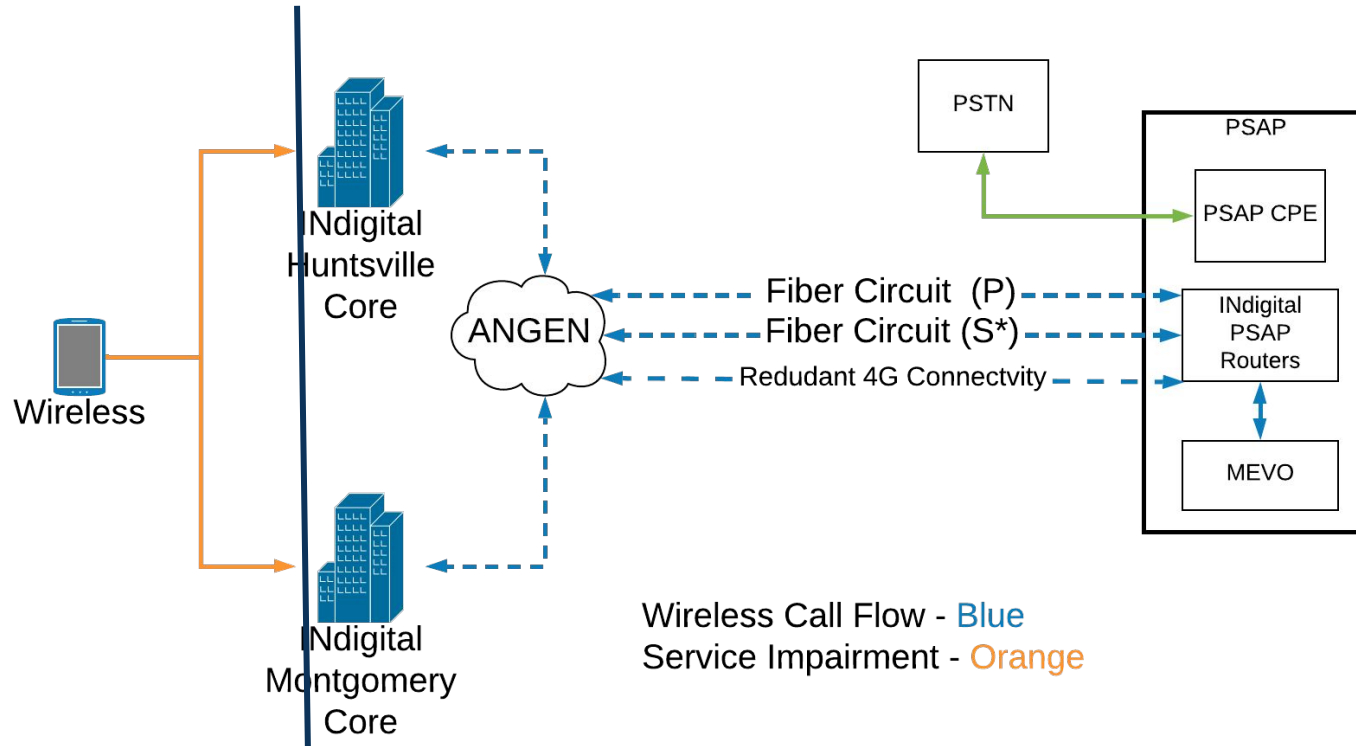 PSTN
PSAP
PSAP CPE
INdigital
Huntsville
Core
Fiber Circuit (P)
Fiber Circuit (S*)
Redudant 4G Connectvity
ANGEN
INdigital
PSAP
Routers
Wireless
MEVO
INdigital
Montgomery
Core
Wireless Call Flow - Blue
Service Impairment - Orange